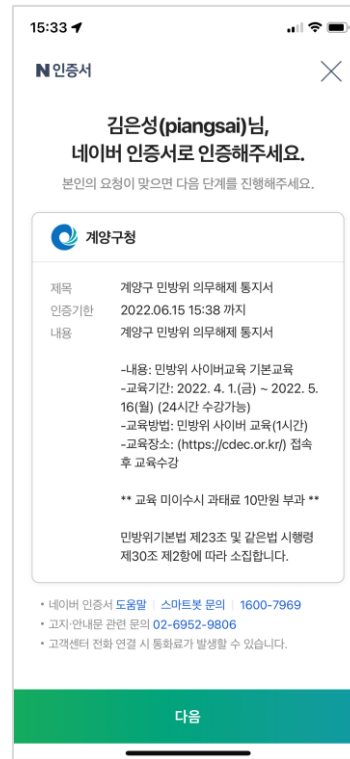 15:33
N 인증서
김은성(piangsai)님,
네이버 인증서로 인증해주세요.
본인의 요청이 맞으면 다음 단계를 진행해주세요.
계양구청
제목 계양구 민방위 의무해제 통지서
인증기한 2022.06.15 15:38 까지
내용 계양구 민방위 의무해제 통지서
-내용: 민방위 사이버교육 기본교육
-교육기간: 2022. 4. 1.(금) ~ 2022. 5.
16(월) (24시간 수강가능)
-교육방법: 민방위 사이버 교육(1시간)
-교육장소: (https://cdec.or.kr/) 접속
후 교육수강
** 교육 미이수시 과태료 10만원 부과 **
민방위기본법 제23조 및 같은법 시행령
제30조 제2항에 따라 소집합니다.
• 네이버 인증서 도움말 | 스마트봇 문의 | 1600-7969
• 고지·안내문 관련 문의 02-6952-9806
• 고객센터 전화 연결 시 통화료가 발생할 수 있습니다.
다음